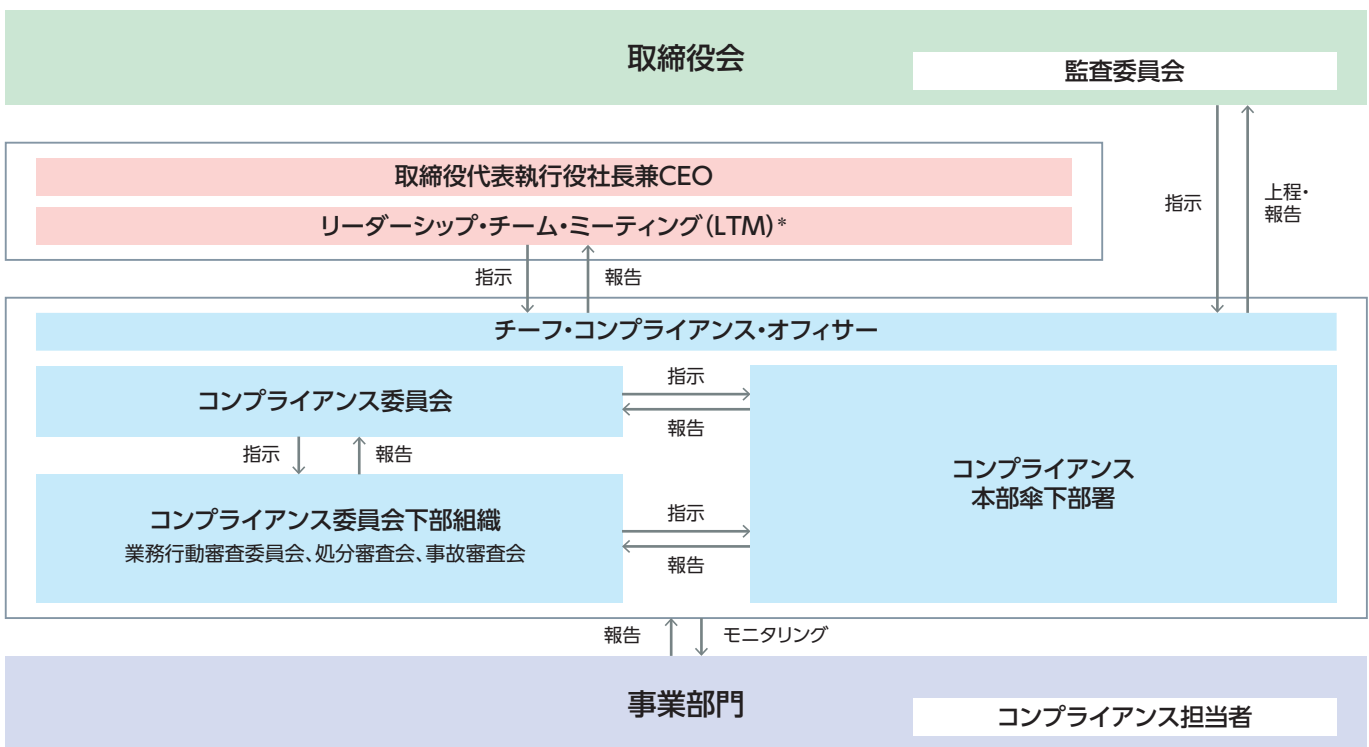 取締役会
監査委員会
取締役代表執行役社長兼CEO
リーダーシップ・チーム・ミーティング(LTM)*
指示
上程・
報告
指示
報告
チーフ・コンプライアンス・オフィサー
コンプライアンス委員会
指示
報告
指示
報告
コンプライアンス
本部傘下部署
コンプライアンス委員会下部組織
業務行動審査委員会、処分審査会、事故審査会
指示
報告
報告
モニタリング
事業部門
コンプライアンス担当者